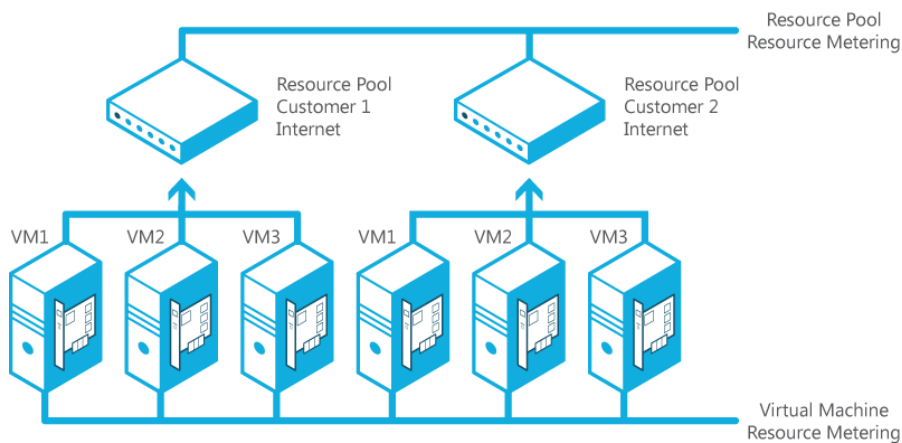 Resource Pool
Resource Metering
Resource Pool
Customer 1
Internet
Resource Pool
Customer 2
Internet
VM1
VM2
VM3
VM1
VM2
VM3
Virtual Machine
Resource Metering